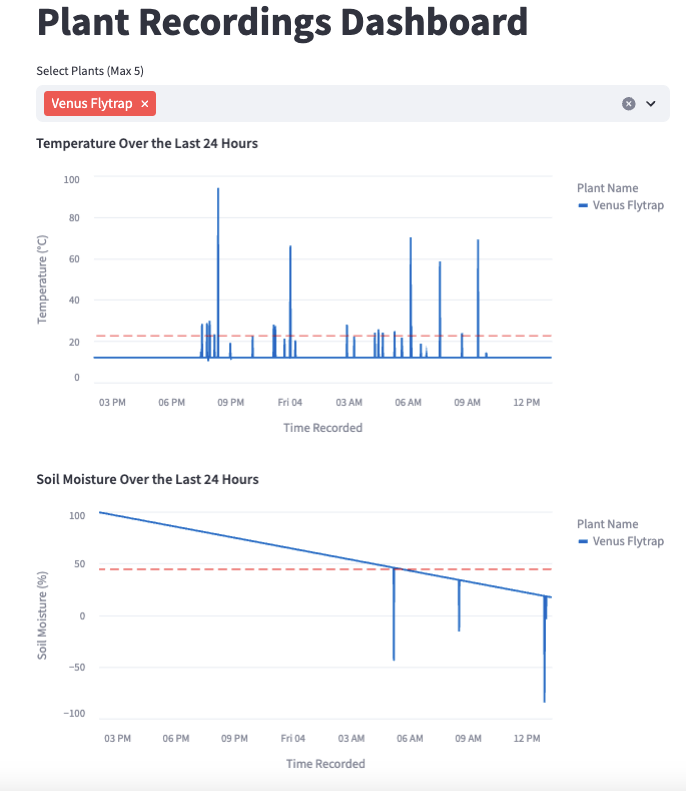 Plant Recordings Dashboard
Select Plants (Max 5)
Venus Flytrap ×
Temperature Over the Last 24 Hours
Temperature (°C)
100
80
60
40
20
0
03 PM 06 PM 09 PM Fri 04 03 AM 06 AM 09 AM 12 PM
Time Recorded
Plant Name
Venus Flytrap
Soil Moisture Over the Last 24 Hours
Soil Moisture (%)
100
50
0
−50
−100
03 PM 06 PM 09 PM Fri 04 03 AM 06 AM 09 AM 12 PM
Time Recorded
Plant Name
Venus Flytrap